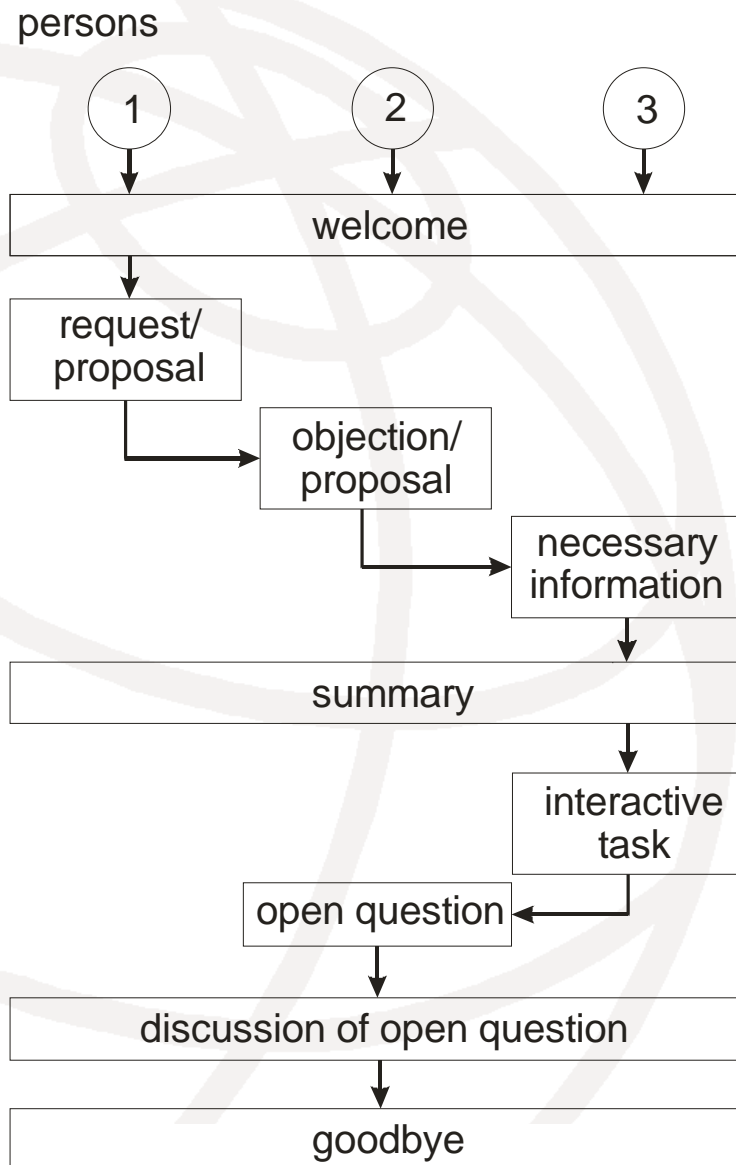 persons
1 2 3
welcome
request/
proposal
objection/
proposal
necessary
information
summary
interactive
task
open question
discussion of open question
goodbye